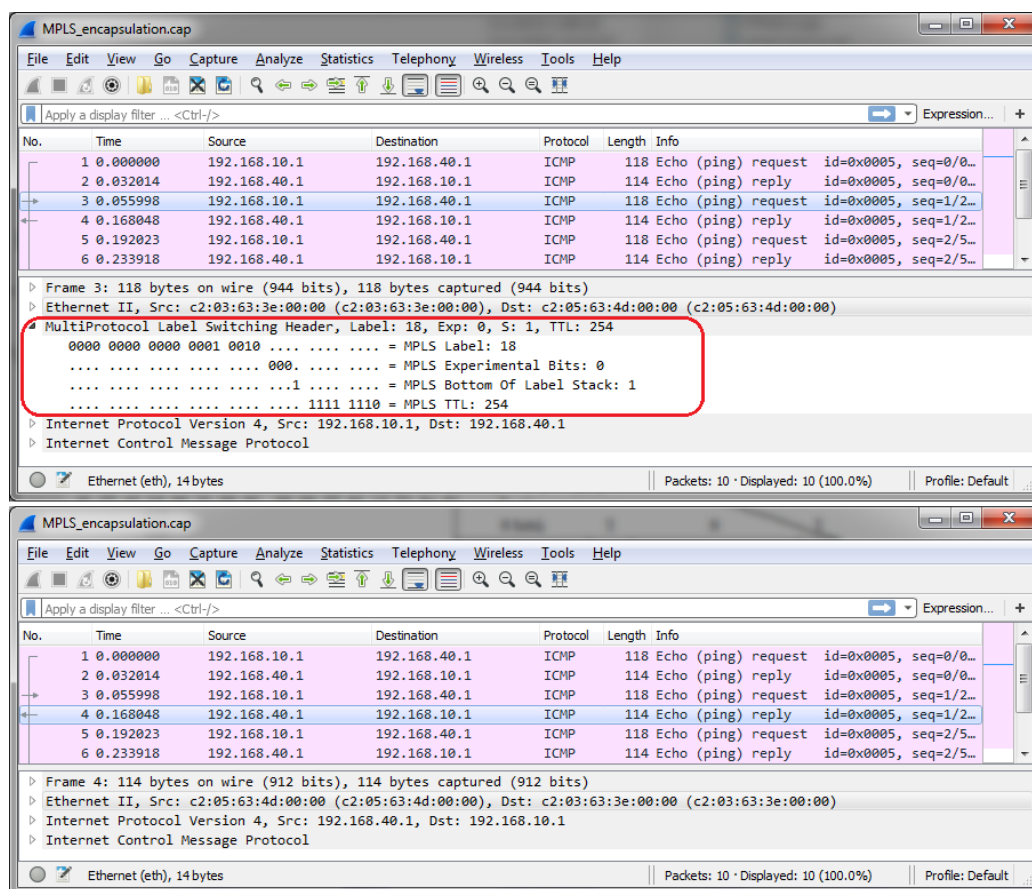 MPLS_encapsulation.cap
File Edit View Go Capture Analyze Statistics Telephony Wireless Tools Help
Apply a display filter ... <Ctrl-/> Expression... +
No. Time Source Destination Protocol Length Info
1 0.000000 192.168.10.1 192.168.40.1 ICMP 118 Echo (ping) request id=0x0005, seq=0/0…
2 0.032014 192.168.40.1 192.168.10.1 ICMP 114 Echo (ping) reply id=0x0005, seq=0/0…
3 0.055998 192.168.10.1 192.168.40.1 ICMP 118 Echo (ping) request id=0x0005, seq=1/2…
4 0.168048 192.168.40.1 192.168.10.1 ICMP 114 Echo (ping) reply id=0x0005, seq=1/2…
5 0.192023 192.168.10.1 192.168.40.1 ICMP 118 Echo (ping) request id=0x0005, seq=2/5…
6 0.233918 192.168.40.1 192.168.10.1 ICMP 114 Echo (ping) reply id=0x0005, seq=2/5…
Frame 3: 118 bytes on wire (944 bits), 118 bytes captured (944 bits)
Ethernet II, Src: c2:03:63:3e:00:00 (c2:03:63:3e:00:00), Dst: c2:05:63:4d:00:00 (c2:05:63:4d:00:00)
MultiProtocol Label Switching Header, Label: 18, Exp: 0, S: 1, TTL: 254
0000 0000 0000 0001 0010 .... .... .... = MPLS Label: 18
.... .... .... .... .... 000. .... .... = MPLS Experimental Bits: 0
.... .... .... .... .... ...1 .... .... = MPLS Bottom Of Label Stack: 1
.... .... .... .... .... .... 1111 1110 = MPLS TTL: 254
Internet Protocol Version 4, Src: 192.168.10.1, Dst: 192.168.40.1
Internet Control Message Protocol
Ethernet (eth), 14 bytes Packets: 10 · Displayed: 10 (100.0%) Profile: Default
MPLS_encapsulation.cap
File Edit View Go Capture Analyze Statistics Telephony Wireless Tools Help
Apply a display filter ... <Ctrl-/> Expression... +
No. Time Source Destination Protocol Length Info
1 0.000000 192.168.10.1 192.168.40.1 ICMP 118 Echo (ping) request id=0x0005, seq=0/0…
2 0.032014 192.168.40.1 192.168.10.1 ICMP 114 Echo (ping) reply id=0x0005, seq=0/0…
3 0.055998 192.168.10.1 192.168.40.1 ICMP 118 Echo (ping) request id=0x0005, seq=1/2…
4 0.168048 192.168.40.1 192.168.10.1 ICMP 114 Echo (ping) reply id=0x0005, seq=1/2…
5 0.192023 192.168.10.1 192.168.40.1 ICMP 118 Echo (ping) request id=0x0005, seq=2/5…
6 0.233918 192.168.40.1 192.168.10.1 ICMP 114 Echo (ping) reply id=0x0005, seq=2/5…
Frame 4: 114 bytes on wire (912 bits), 114 bytes captured (912 bits)
Ethernet II, Src: c2:05:63:4d:00:00 (c2:05:63:4d:00:00), Dst: c2:03:63:3e:00:00 (c2:03:63:3e:00:00)
Internet Protocol Version 4, Src: 192.168.40.1, Dst: 192.168.10.1
Internet Control Message Protocol
Ethernet (eth), 14 bytes Packets: 10 · Displayed: 10 (100.0%) Profile: Default